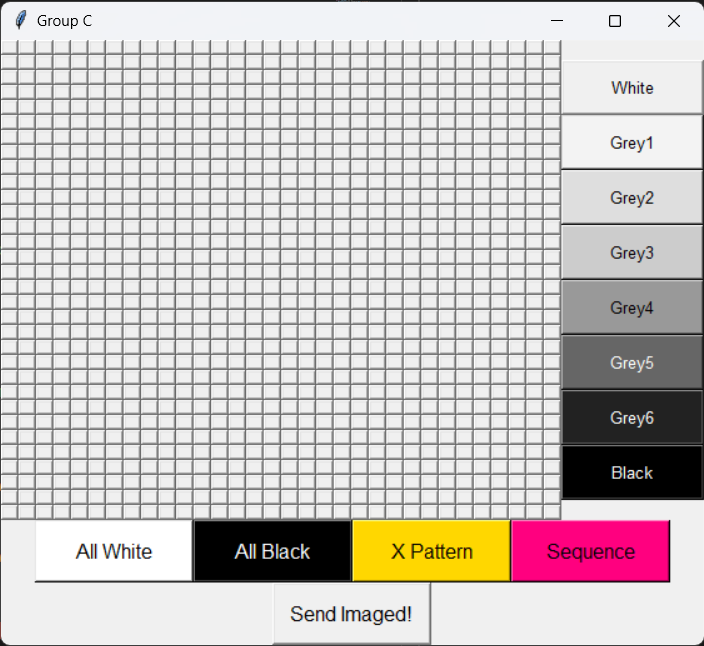 Group C
White
Grey1
Grey2
Grey3
Grey4
Grey5
Grey6
Black
All White
All Black
X Pattern
Sequence
Send Imaged!